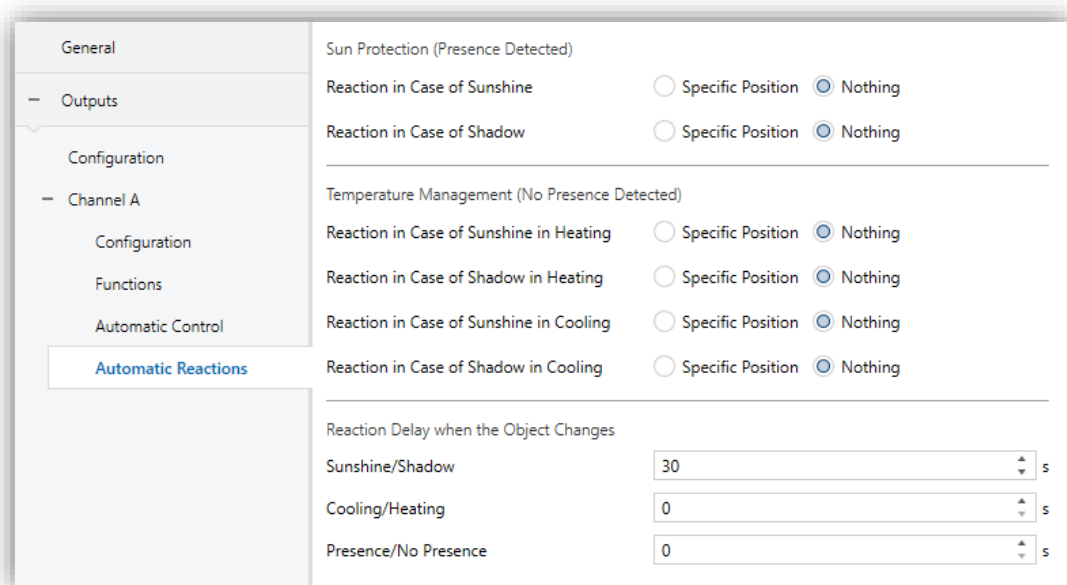 General
Outputs
Configuration
Channel A
Configuration
Functions
Automatic Control
Automatic Reactions
Sun Protection (Presence Detected)
Reaction in Case of Sunshine Specific Position Nothing
Reaction in Case of Shadow Specific Position Nothing
Temperature Management (No Presence Detected)
Reaction in Case of Sunshine in Heating Specific Position Nothing
Reaction in Case of Shadow in Heating Specific Position Nothing
Reaction in Case of Sunshine in Cooling Specific Position Nothing
Reaction in Case of Shadow in Cooling Specific Position Nothing
Reaction Delay when the Object Changes
Sunshine/Shadow 30 s
Cooling/Heating 0 s
Presence/No Presence 0 s